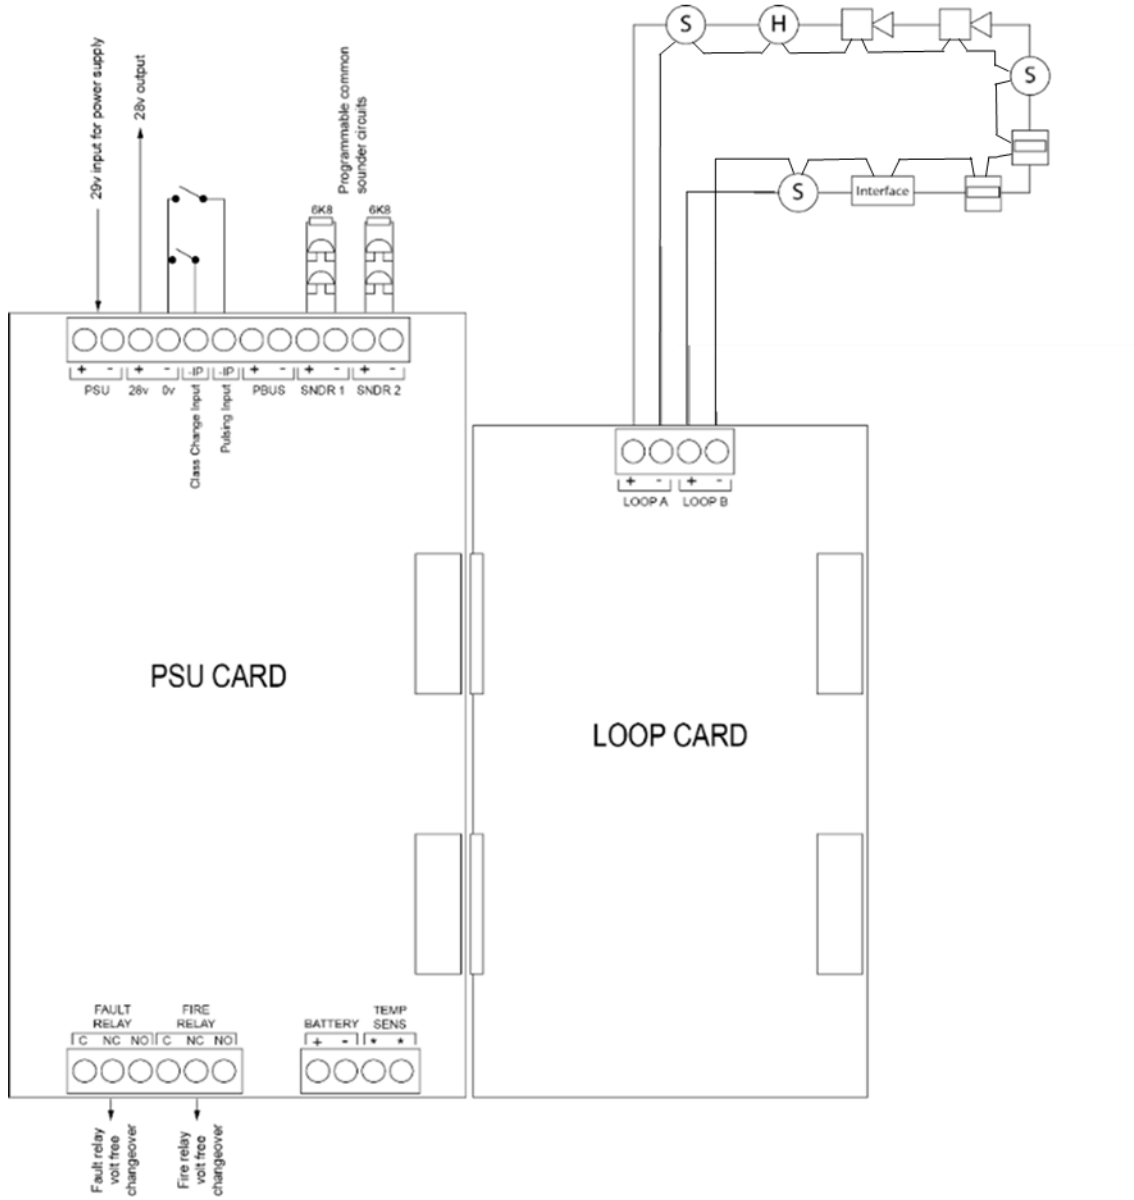 29v input for power supply
28v output
Programmable common
sounder circuits
6K8
6K8
S
H
S
S
Interface
+ - + - -IP -IP + - + - + -
PSU 28v 0v PBUS SNDR 1 SNDR 2
Class Change Input
Pulsing Input
+ - + -
LOOP A LOOP B
PSU CARD
LOOP CARD
FAULT
RELAY
FIRE
RELAY
C NC NO C NC NO
BATTERY
TEMP
SENS
+ - * *
Fault relay
volt free
changeover
Fire relay
volt free
changeover